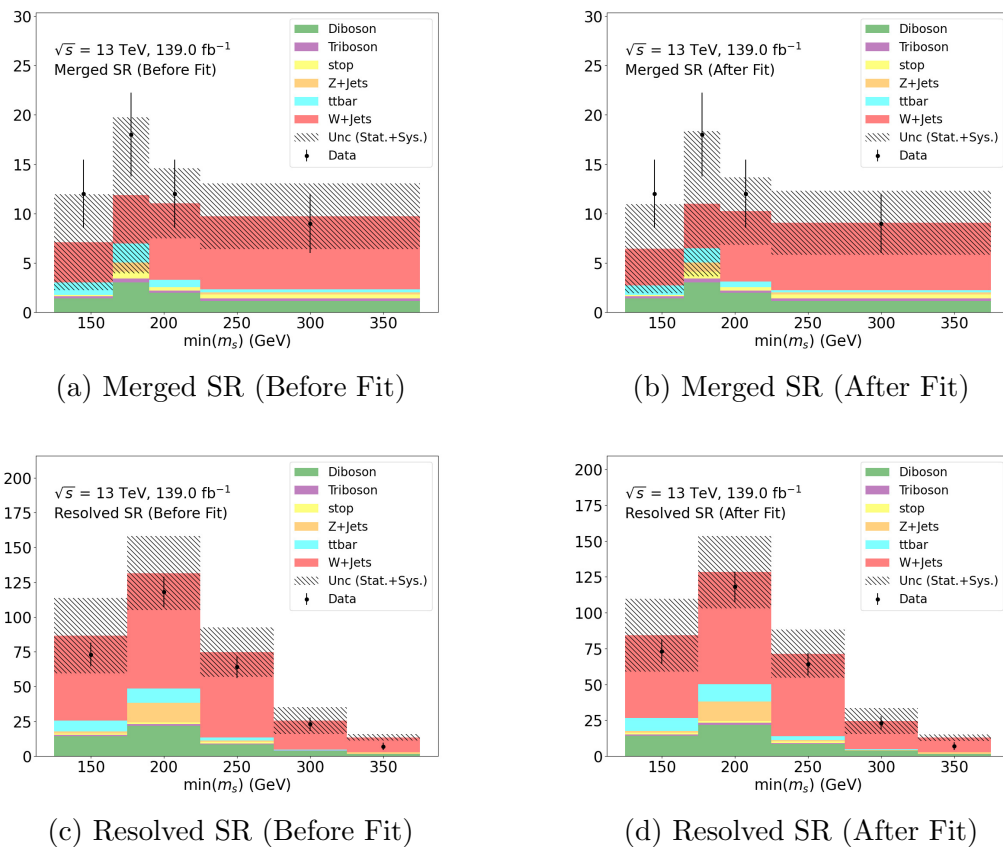 30
25
20
15
10
5
0
√s = 13 TeV, 139.0 fb⁻¹
Merged SR (Before Fit)
Diboson
Triboson
stop
Z+Jets
ttbar
W+Jets
Unc (Stat.+Sys.)
Data
150 200 250 300 350
min(mₛ) (GeV)
(a) Merged SR (Before Fit)
30
25
20
15
10
5
0
√s = 13 TeV, 139.0 fb⁻¹
Merged SR (After Fit)
Diboson
Triboson
stop
Z+Jets
ttbar
W+Jets
Unc (Stat.+Sys.)
Data
150 200 250 300 350
min(mₛ) (GeV)
(b) Merged SR (After Fit)
200
175
150
125
100
75
50
25
0
√s = 13 TeV, 139.0 fb⁻¹
Resolved SR (Before Fit)
Diboson
Triboson
stop
Z+Jets
ttbar
W+Jets
Unc (Stat.+Sys.)
Data
150 200 250 300 350
min(mₛ) (GeV)
(c) Resolved SR (Before Fit)
200
175
150
125
100
75
50
25
0
√s = 13 TeV, 139.0 fb⁻¹
Resolved SR (After Fit)
Diboson
Triboson
stop
Z+Jets
ttbar
W+Jets
Unc (Stat.+Sys.)
Data
150 200 250 300 350
min(mₛ) (GeV)
(d) Resolved SR (After Fit)